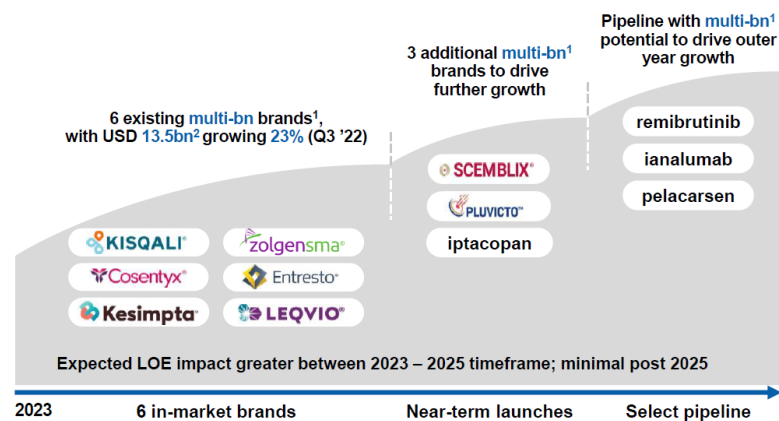 Pipeline with multi-bn¹
potential to drive outer
year growth
3 additional multi-bn¹
brands to drive
further growth
6 existing multi-bn brands¹,
with USD 13.5bn² growing 23% (Q3 ’22)
remibrutinib
ianalumab
pelacarsen
SCEMBLIX®
PLUVICTO™
iptacopan
KISQALI®
zolgensma®
Cosentyx®
Entresto®
Kesimpta®
LEQVIO®
Expected LOE impact greater between 2023 – 2025 timeframe; minimal post 2025
2023
6 in-market brands
Near-term launches
Select pipeline